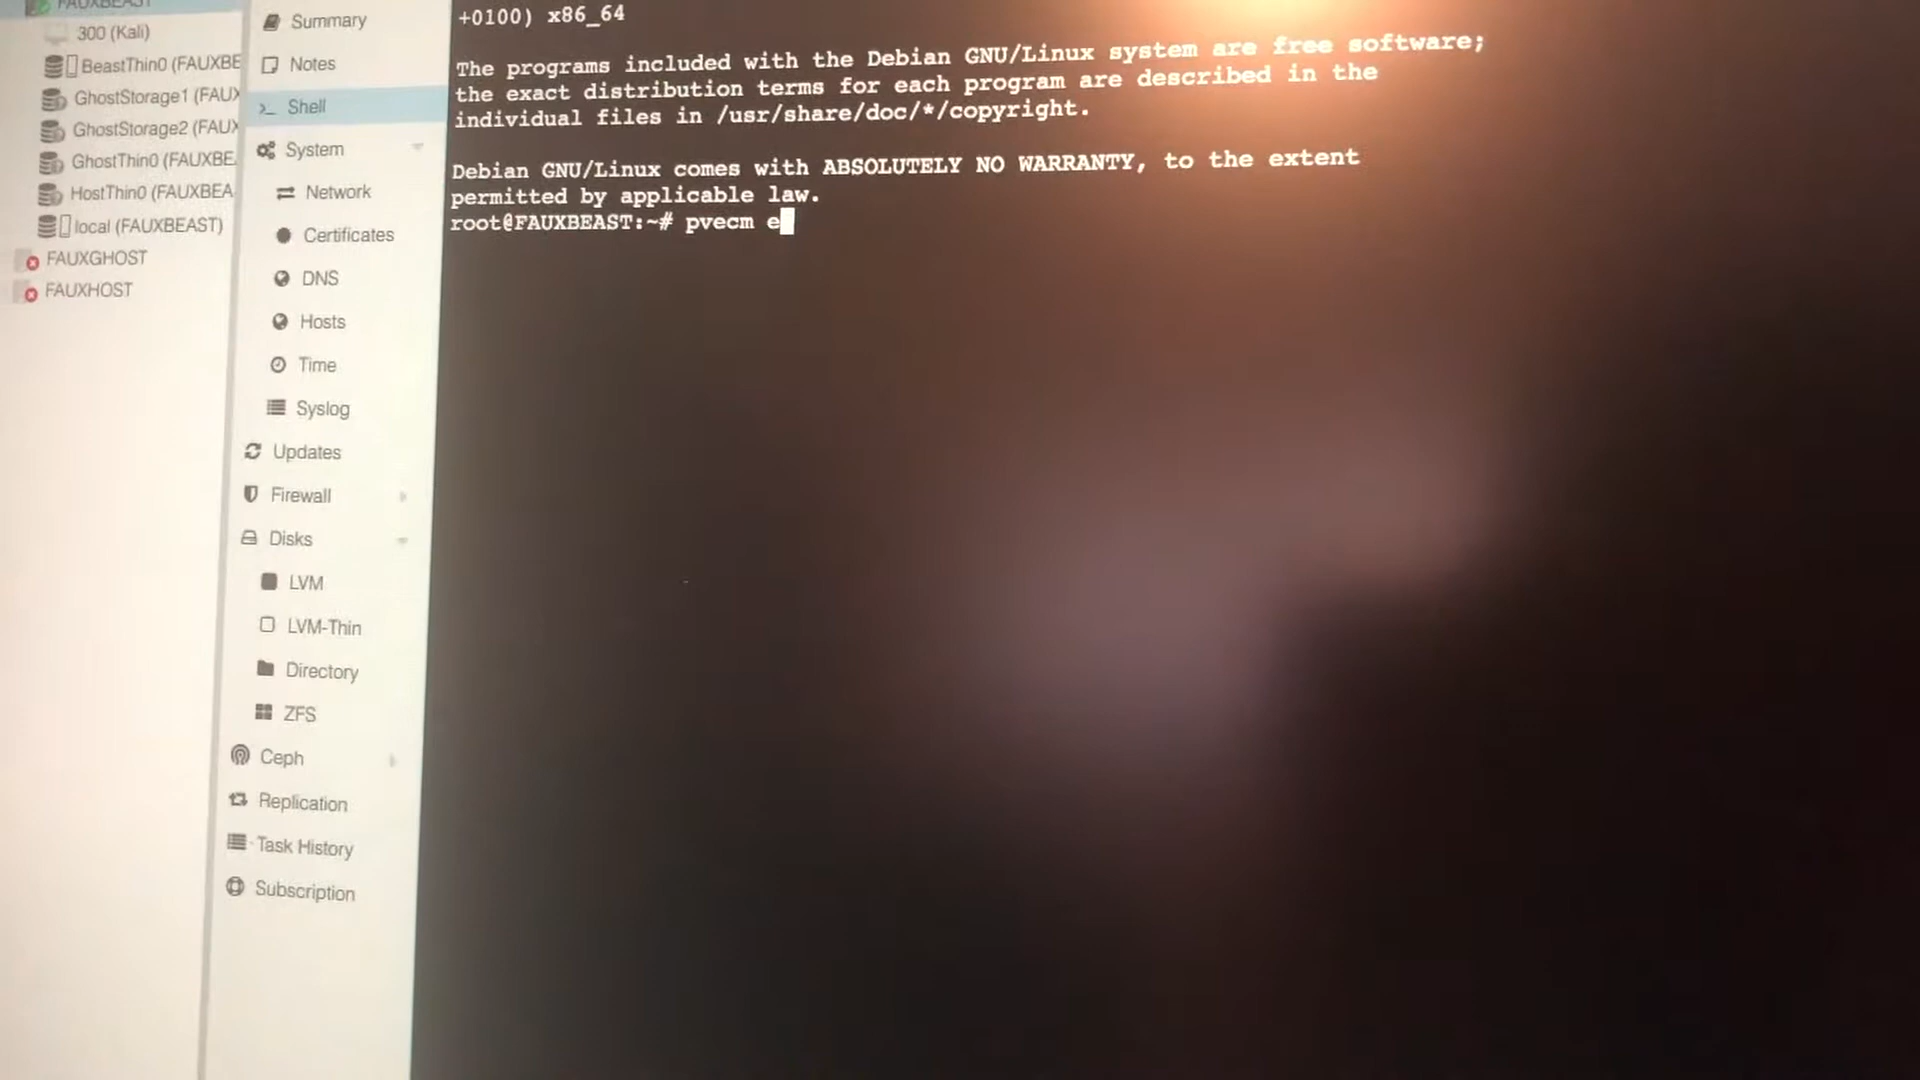 FAUXBEAST
300 (Kali)
BeastThin0 (FAUXBE
GhostStorage1 (FAUX
GhostStorage2 (FAUX
GhostThin0 (FAUXBE
HostThin0 (FAUXBEA
local (FAUXBEAST)
FAUXGHOST
FAUXHOST
Summary
Notes
Shell
System
Network
Certificates
DNS
Hosts
Time
Syslog
Updates
Firewall
Disks
LVM
LVM-Thin
Directory
ZFS
Ceph
Replication
Task History
Subscription
+0100) x86_64
The programs included with the Debian GNU/Linux system are free software;
the exact distribution terms for each program are described in the
individual files in /usr/share/doc/*/copyright.
Debian GNU/Linux comes with ABSOLUTELY NO WARRANTY, to the extent
permitted by applicable law.
root@FAUXBEAST:~# pvecm e